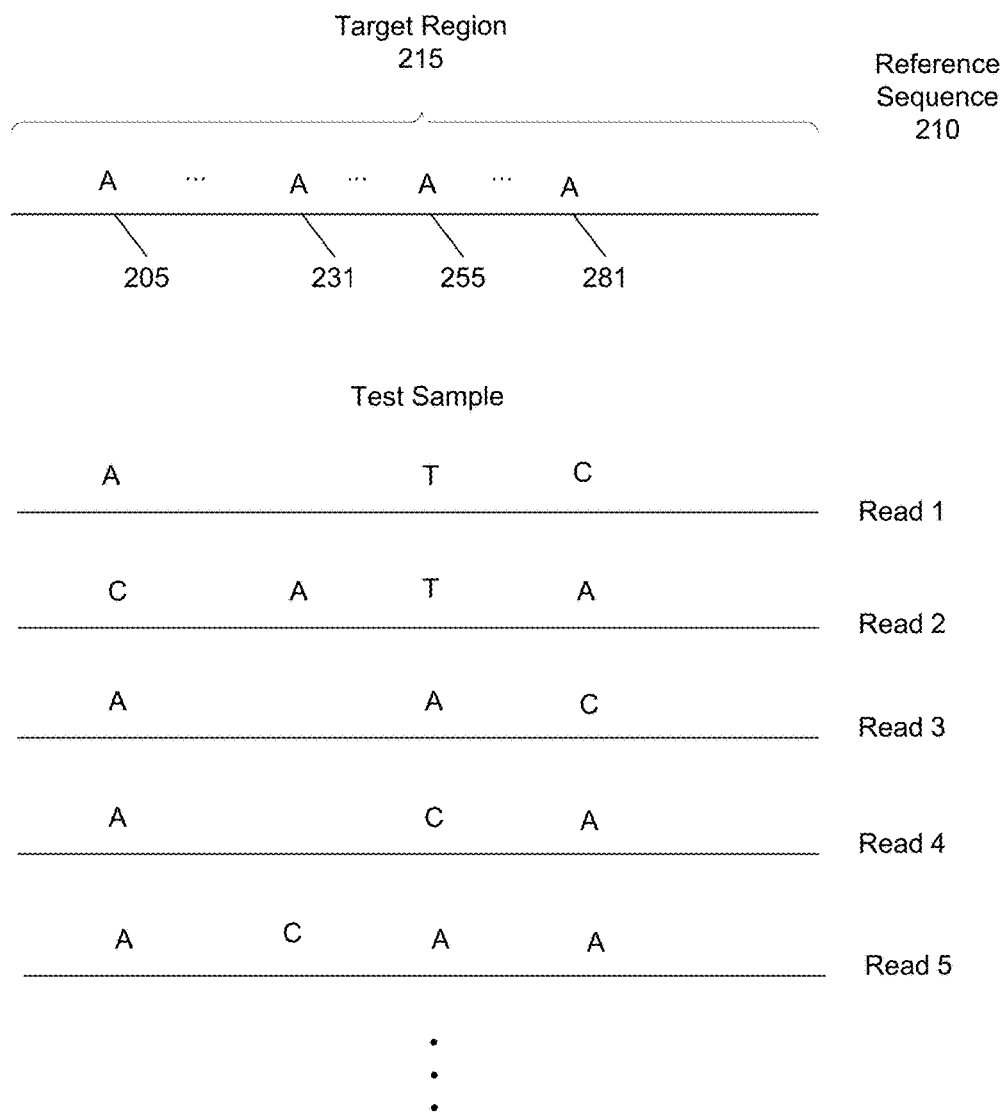 Target Region
215
Reference
Sequence
210
A ... A ... A ... A
205 231 255 281
Test Sample
A T C
Read 1
C A T A
Read 2
A A C
Read 3
A C A
Read 4
A C A A
Read 5